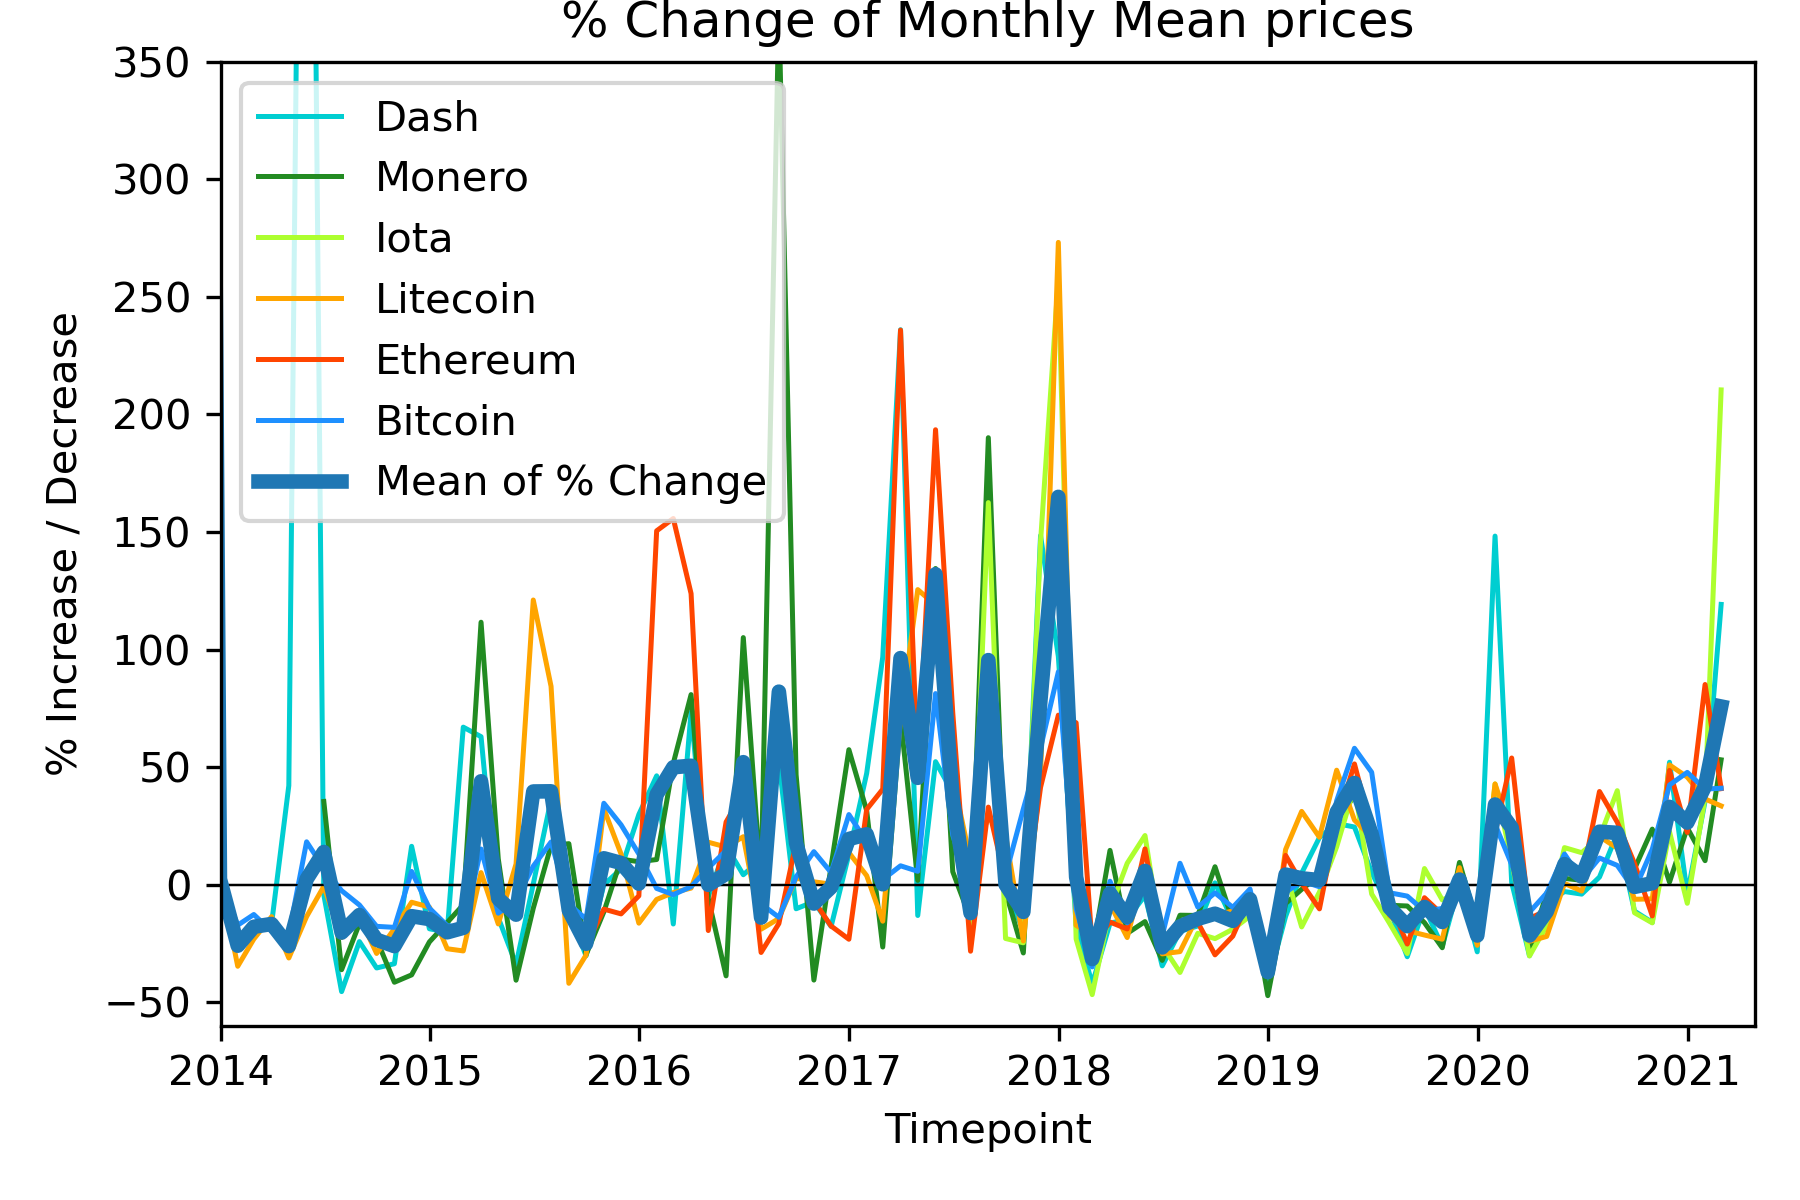 % Change of Monthly Mean prices
350
300
250
200
150
100
50
0
−50
% Increase / Decrease
Dash
Monero
Iota
Litecoin
Ethereum
Bitcoin
Mean of % Change
2014 2015 2016 2017 2018 2019 2020 2021
Timepoint